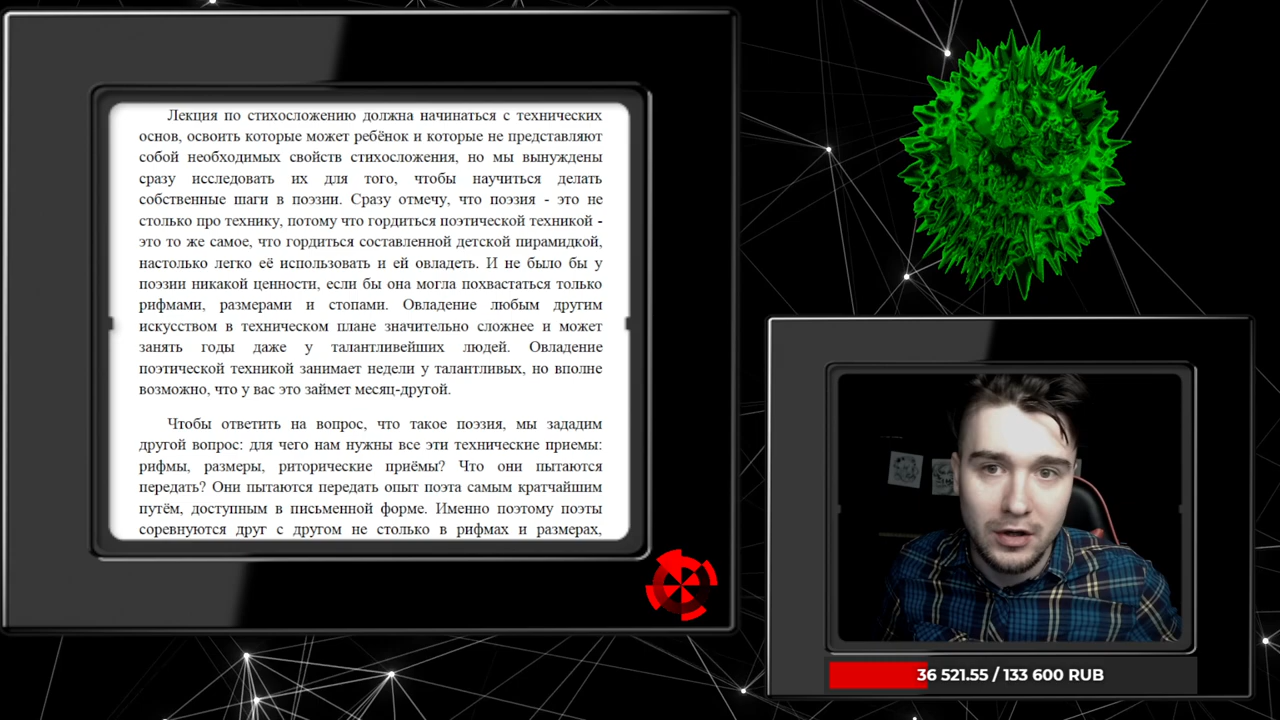 Лекция по стихосложению должна начинаться с технических
основ, освоить которые может ребёнок и которые не представляют
собой необходимых свойств стихосложения, но мы вынуждены
сразу исследовать их для того, чтобы научиться делать
собственные шаги в поэзии. Сразу отмечу, что поэзия - это не
столько про технику, потому что гордиться поэтической техникой -
это то же самое, что гордиться составленной детской пирамидкой,
настолько легко её использовать и ей овладеть. И не было бы у
поэзии никакой ценности, если бы она могла похвастаться только
рифмами, размерами и стопами. Овладение любым другим
искусством в техническом плане значительно сложнее и может
занять годы даже у талантливейших людей. Овладение
поэтической техникой занимает недели у талантливых, но вполне
возможно, что у вас это займет месяц-другой.
Чтобы ответить на вопрос, что такое поэзия, мы зададим
другой вопрос: для чего нам нужны все эти технические приемы:
рифмы, размеры, риторические приёмы? Что они пытаются
передать? Они пытаются передать опыт поэта самым кратчайшим
путём, доступным в письменной форме. Именно поэтому поэты
соревнуются друг с другом не столько в рифмах и размерах,
36 521.55 / 133 600 RUB